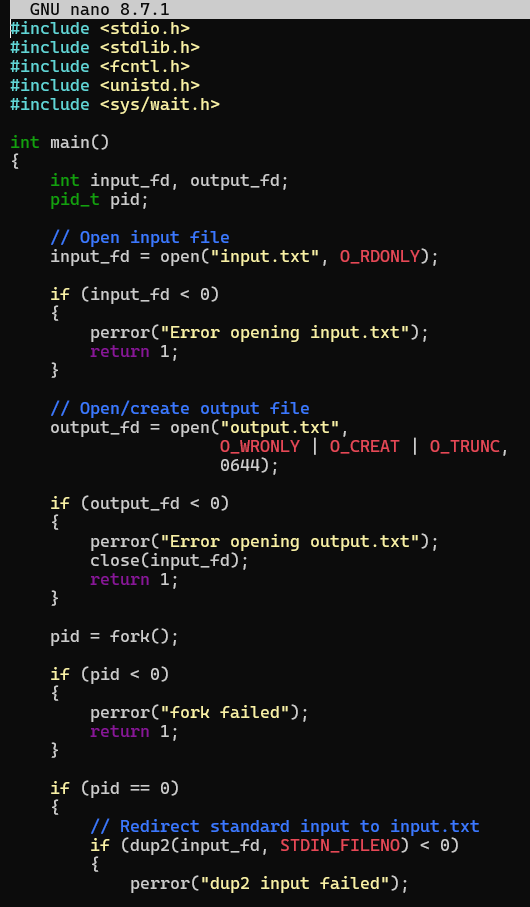 GNU nano 8.7.1
#include <stdio.h>
#include <stdlib.h>
#include <fcntl.h>
#include <unistd.h>
#include <sys/wait.h>

int main()
{
    int input_fd, output_fd;
    pid_t pid;

    // Open input file
    input_fd = open("input.txt", O_RDONLY);

    if (input_fd < 0)
    {
        perror("Error opening input.txt");
        return 1;
    }

    // Open/create output file
    output_fd = open("output.txt",
                     O_WRONLY | O_CREAT | O_TRUNC,
                     0644);

    if (output_fd < 0)
    {
        perror("Error opening output.txt");
        close(input_fd);
        return 1;
    }

    pid = fork();

    if (pid < 0)
    {
        perror("fork failed");
        return 1;
    }

    if (pid == 0)
    {
        // Redirect standard input to input.txt
        if (dup2(input_fd, STDIN_FILENO) < 0)
        {
            perror("dup2 input failed");